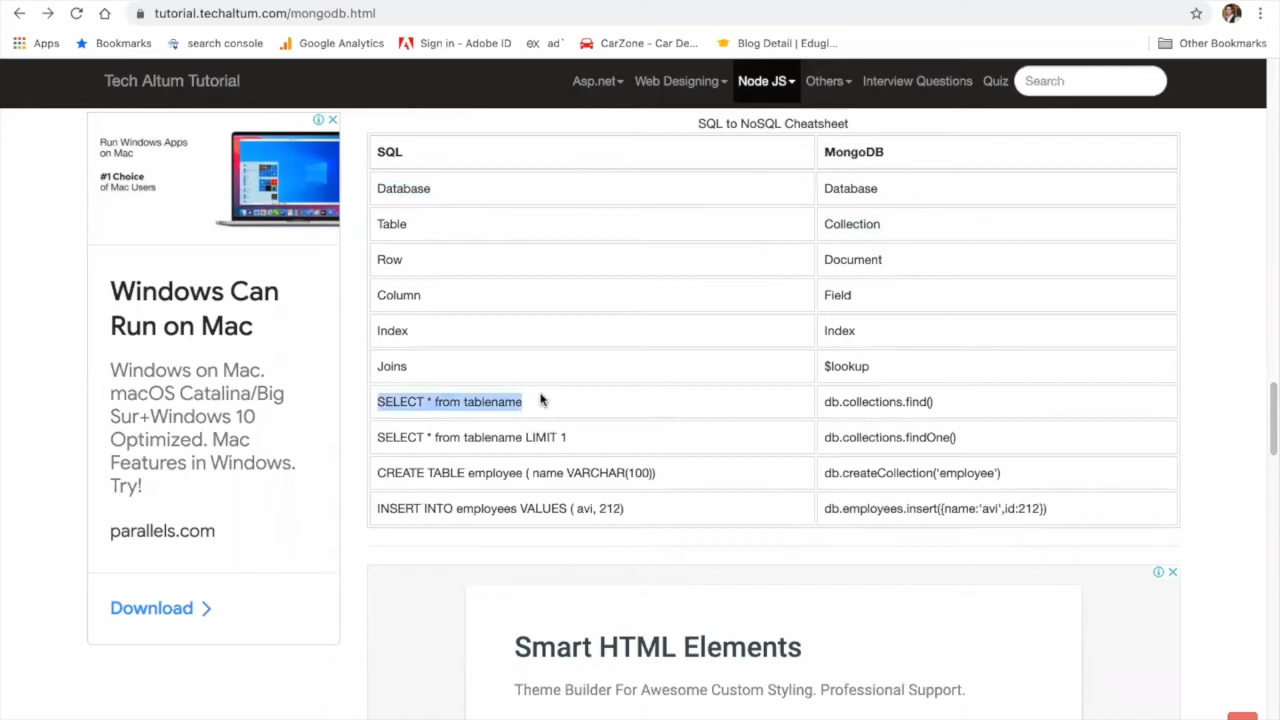 tutorial.techaltum.com/mongodb.html
Apps Bookmarks search console Google Analytics Sign in - Adobe ID ex ad` CarZone - Car De... Blog Detail | Edugl... Other Bookmarks
Tech Altum Tutorial Asp.net Web Designing Node JS Others Interview Questions Quiz Search
Run Windows Apps
on Mac
#1 Choice
of Mac Users
Windows Can
Run on Mac
Windows on Mac.
macOS Catalina/Big
Sur+Windows 10
Optimized. Mac
Features in Windows.
Try!
parallels.com
Download
SQL to NoSQL Cheatsheet
SQL MongoDB
Database Database
Table Collection
Row Document
Column Field
Index Index
Joins $lookup
SELECT * from tablename db.collections.find()
SELECT * from tablename LIMIT 1 db.collections.findOne()
CREATE TABLE employee ( name VARCHAR(100)) db.createCollection('employee')
INSERT INTO employees VALUES ( avi, 212) db.employees.insert({name:'avi',id:212})
Smart HTML Elements
Theme Builder For Awesome Custom Styling. Professional Support.